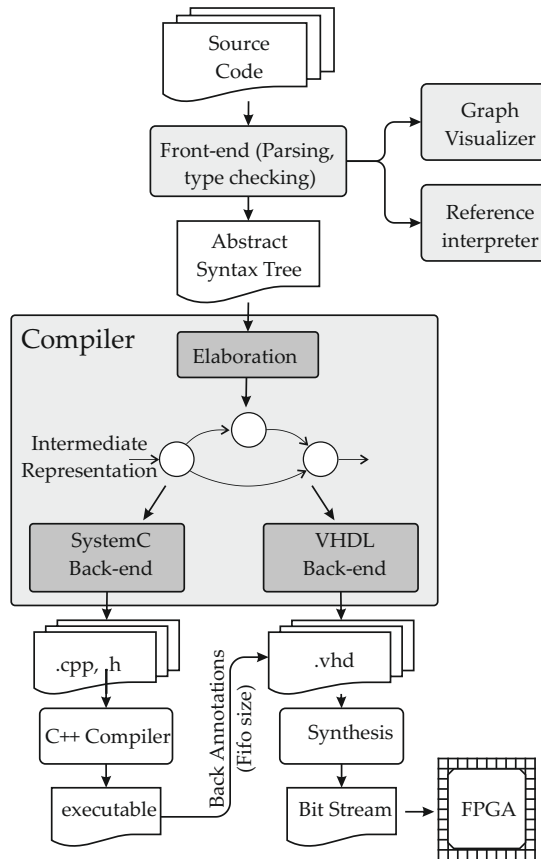 Source
Code
Front-end (Parsing,
type checking)
Graph
Visualizer
Reference
interpreter
Abstract
Syntax Tree
Compiler
Elaboration
Intermediate
Representation
SystemC
Back-end
VHDL
Back-end
.cpp, .h
.vhd
Back Annotations
(Fifo size)
C++ Compiler
Synthesis
executable
Bit Stream
FPGA